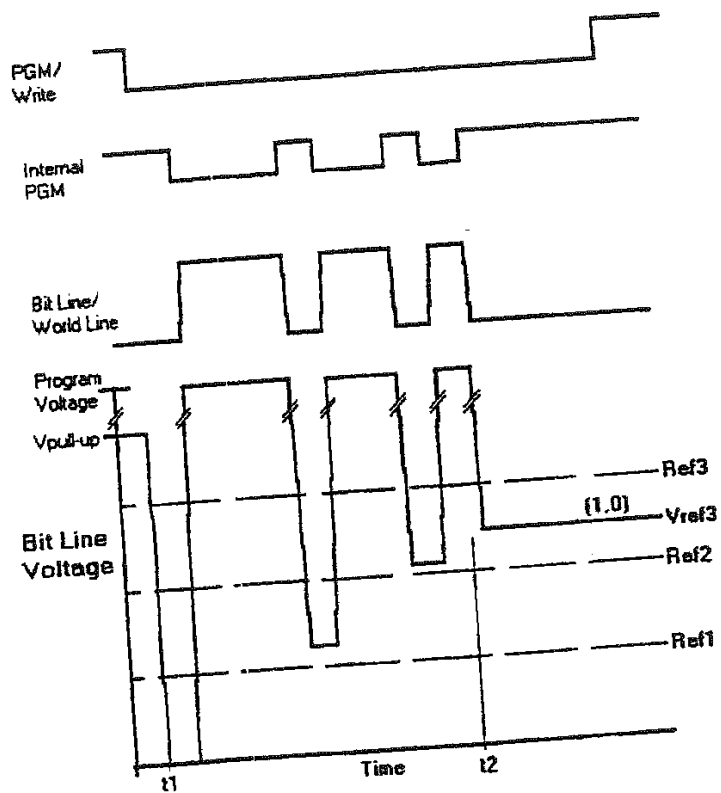 PGM/
Write
Internal
PGM
Bit Line/
World Line
Program
Voltage
Vpull-up
Ref3
(1,0)
Vref3
Bit Line
Voltage
Ref2
Ref1
t1
Time
t2